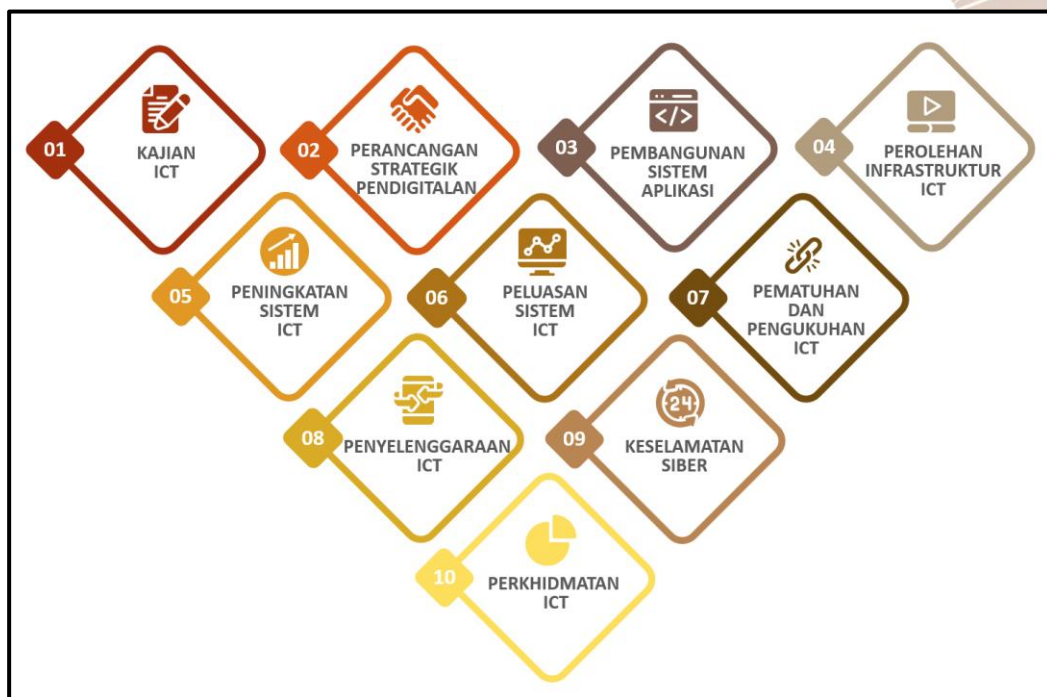 01
KAJIAN
ICT
02
PERANCANGAN
STRATEGIK
PENDIGITALAN
03
</>
PEMBANGUNAN
SISTEM
APLIKASI
04
PEROLEHAN
INFRASTRUKTUR
ICT
05
PENINGKATAN
SISTEM
ICT
06
PELUASAN
SISTEM
ICT
07
PEMATUHAN
DAN
PENGUKUHAN
ICT
08
PENYELENGGARAAN
ICT
09
24
KESELAMATAN
SIBER
10
PERKHIDMATAN
ICT